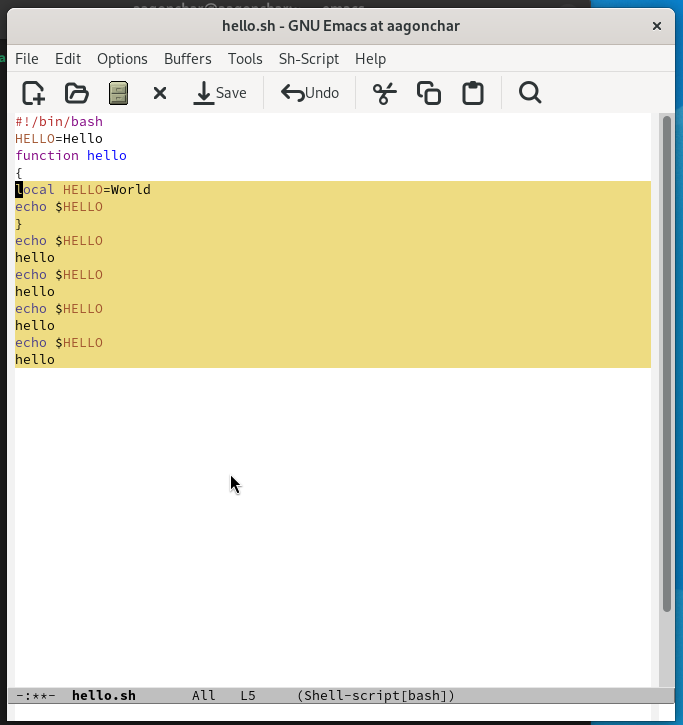 hello.sh - GNU Emacs at aagonchar
File Edit Options Buffers Tools Sh-Script Help
Save Undo
#!/bin/bash
HELLO=Hello
function hello
{
local HELLO=World
echo $HELLO
}
echo $HELLO
hello
echo $HELLO
hello
echo $HELLO
hello
echo $HELLO
hello
-:**- hello.sh All L5 (Shell-script[bash])